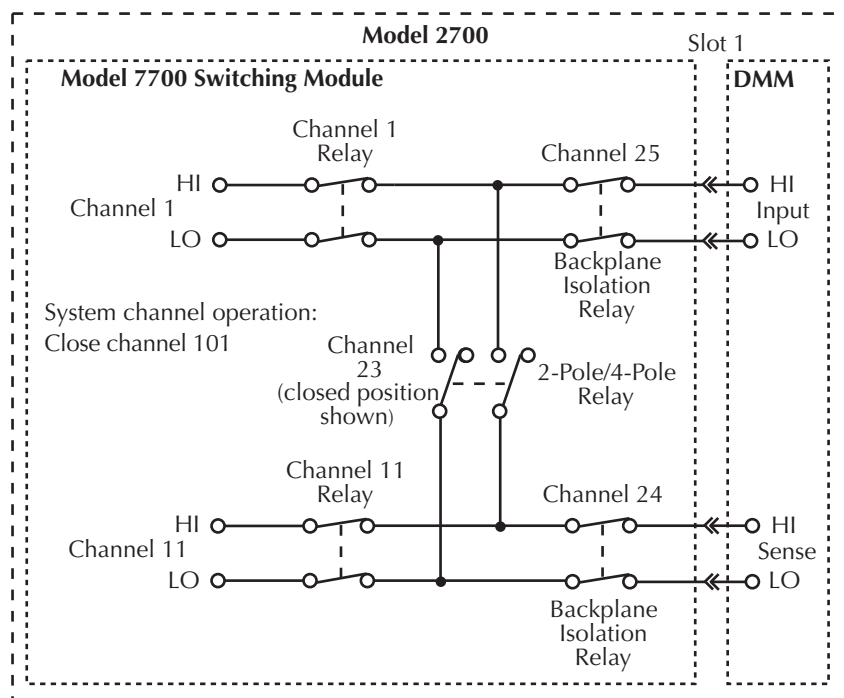 Model 2700
Slot 1
Model 7700 Switching Module
DMM
Channel 1
Relay
Channel 25
HI
Channel 1
LO
HI
Input
LO
Backplane
Isolation
Relay
System channel operation:
Close channel 101
Channel
23
(closed position
shown)
2-Pole/4-Pole
Relay
Channel 11
Relay
Channel 24
HI
Channel 11
LO
HI
Sense
LO
Backplane
Isolation
Relay